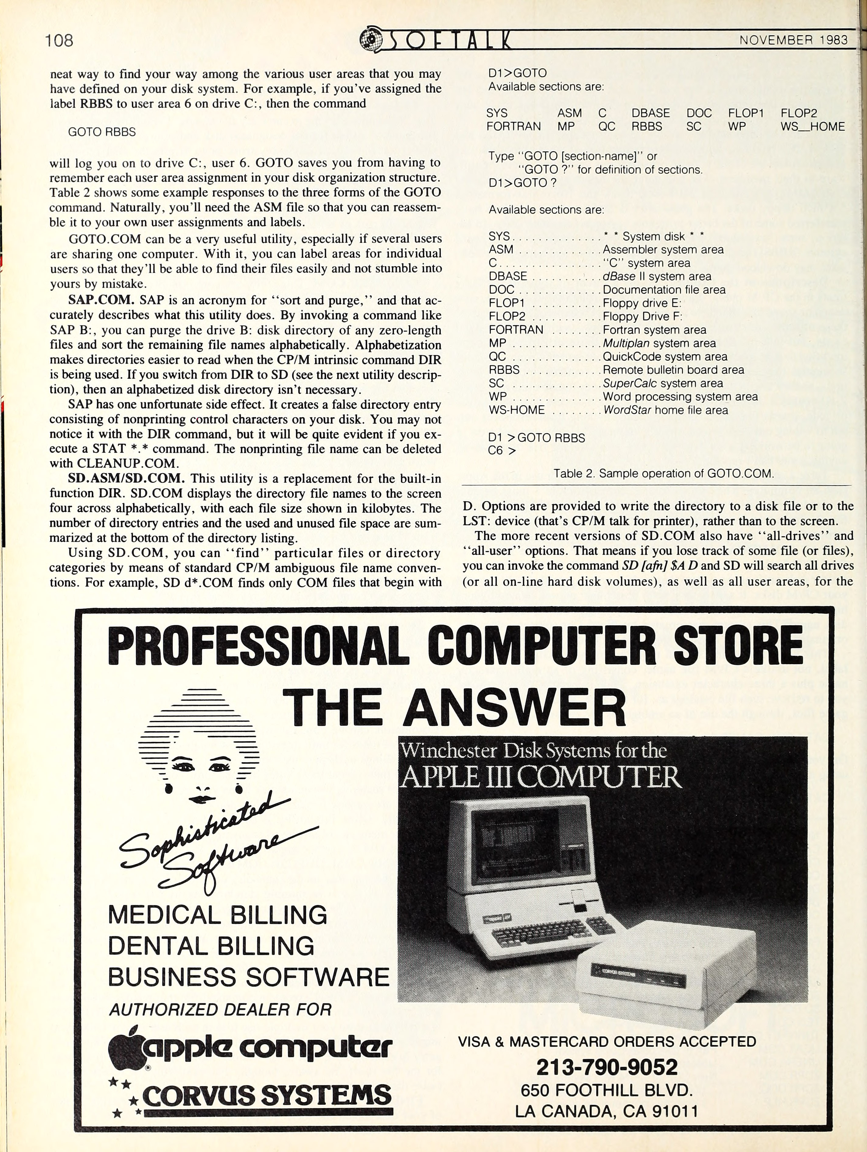 108
SOFTALK
NOVEMBER 1983
neat way to find your way among the various user areas that you may
have defined on your disk system. For example, if you've assigned the
label RBBS to user area 6 on drive C:, then the command
GOTO RBBS
will log you on to drive C:, user 6. GOTO saves you from having to
remember each user area assignment in your disk organization structure.
Table 2 shows some example responses to the three forms of the GOTO
command. Naturally, you'll need the ASM file so that you can reassem-
ble it to your own user assignments and labels.
GOTO.COM can be a very useful utility, especially if several users
are sharing one computer. With it, you can label areas for individual
users so that they'll be able to find their files easily and not stumble into
yours by mistake.
SAP.COM. SAP is an acronym for "sort and purge," and that ac-
curately describes what this utility does. By invoking a command like
SAP B:, you can purge the drive B: disk directory of any zero-length
files and sort the remaining file names alphabetically. Alphabetization
makes directories easier to read when the CP/M intrinsic command DIR
is being used. If you switch from DIR to SD (see the next utility descrip-
tion), then an alphabetized disk directory isn't necessary.
SAP has one unfortunate side effect. It creates a false directory entry
consisting of nonprinting control characters on your disk. You may not
notice it with the DIR command, but it will be quite evident if you ex-
ecute a STAT *.* command. The nonprinting file name can be deleted
with CLEANUP.COM.
SD.ASM/SD.COM. This utility is a replacement for the built-in
function DIR. SD.COM displays the directory file names to the screen
four across alphabetically, with each file size shown in kilobytes. The
number of directory entries and the used and unused file space are sum-
marized at the bottom of the directory listing.
Using SD.COM, you can "find" particular files or directory
categories by means of standard CP/M ambiguous file name conven-
tions. For example, SD d*.COM finds only COM files that begin with
D1>GOTO
Available sections are:
SYS ASM C DBASE DOC FLOP1 FLOP2
FORTRAN MP QC RBBS SC WP WS__HOME
Type "GOTO [section-name]" or
"GOTO ?" for definition of sections.
D1>GOTO ?
Available sections are:
SYS . . . . . . . . . . . . . * * System disk * *
ASM . . . . . . . . . . . . . Assembler system area
C . . . . . . . . . . . . . . . "C" system area
DBASE . . . . . . . . . . dBase II system area
DOC . . . . . . . . . . . . . Documentation file area
FLOP1 . . . . . . . . . . . Floppy drive E:
FLOP2 . . . . . . . . . . . Floppy Drive F:
FORTRAN . . . . . . . . Fortran system area
MP . . . . . . . . . . . . . . Multiplan system area
QC . . . . . . . . . . . . . . QuickCode system area
RBBS . . . . . . . . . . . . Remote bulletin board area
SC . . . . . . . . . . . . . . SuperCalc system area
WP . . . . . . . . . . . . . . Word processing system area
WS-HOME . . . . . . . . WordStar home file area
D1 >GOTO RBBS
C6 >
Table 2. Sample operation of GOTO.COM.
D. Options are provided to write the directory to a disk file or to the
LST: device (that's CP/M talk for printer), rather than to the screen.
The more recent versions of SD.COM also have "all-drives" and
"all-user" options. That means if you lose track of some file (or files),
you can invoke the command SD [afn] $A D and SD will search all drives
(or all on-line hard disk volumes), as well as all user areas, for the
PROFESSIONAL COMPUTER STORE
THE ANSWER
Sophisticated
Software
MEDICAL BILLING
DENTAL BILLING
BUSINESS SOFTWARE
AUTHORIZED DEALER FOR
apple computer
CORVUS SYSTEMS
Winchester Disk Systems for the
APPLE III COMPUTER
CORVUS SYSTEMS
VISA & MASTERCARD ORDERS ACCEPTED
213-790-9052
650 FOOTHILL BLVD.
LA CANADA, CA 91011